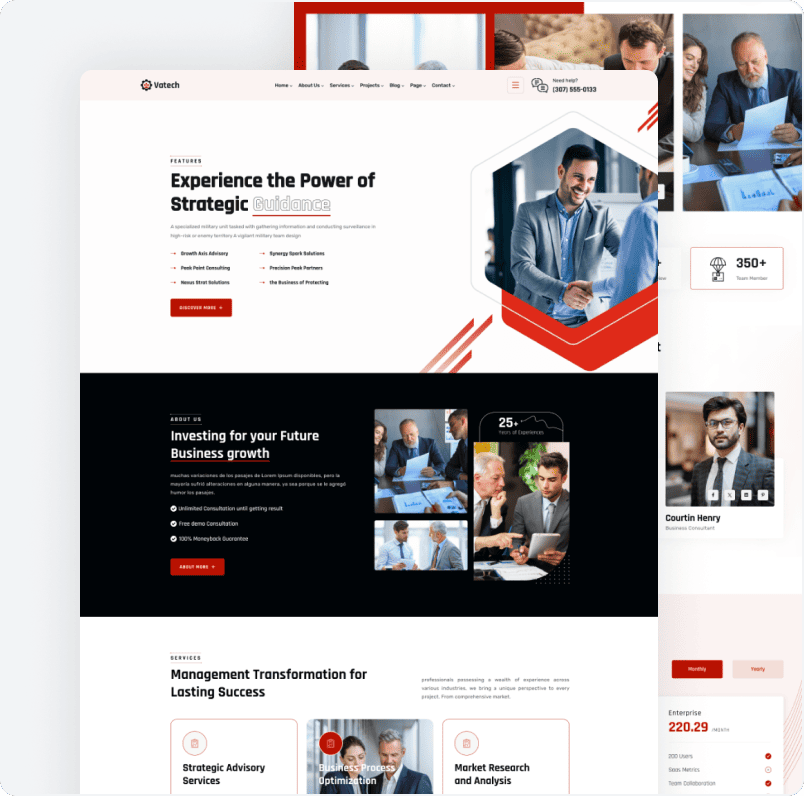 Vatech
Home
About Us
Services
Projects
Blog
Page
Contact
Need help?
(307) 555-0133
FEATURES
Experience the Power of
Strategic Guidance
A specialised military unit tasked with gathering information and conducting surveillance in
high-risk or enemy territory A vigilant military team design
Growth Axis Advisory
Synergy Spark Solutions
Peak Point Consulting
Precision Peak Partners
Nexus Strat Solutions
the Business of Protecting
DISCOVER MORE
350+
Team Member
ABOUT US
Investing for your Future
Business growth
muchas variaciones de los pasajes de Lorem Ipsum disponibles, pero la
mayoría sufrió alteraciones en alguna manera, ya sea porque se le agregó
humor los pasajes.
Unlimited Consultation until getting result
Free demo Consultation
100% Moneyback Guarantee
ABOUT MORE
25+
Years of Experiences
Courtin Henry
Business Consultant
SERVICES
Management Transformation for
Lasting Success
professionals possessing a wealth of experience across
various industries, we bring a unique perspective to every
project. From comprehensive market.
Strategic Advisory
Services
Business Process
Optimization
Market Research
and Analysis
Monthly
Yearly
Enterprise
220.29 /MONTH
200 Users
Saas Metrics
Team Collaboration